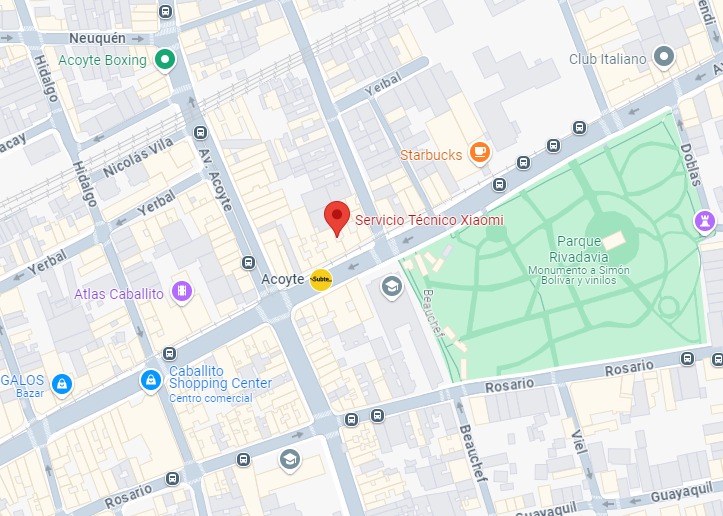 Neuquén
Acoyte Boxing
Hidalgo
Club Italiano
Yerbal
Nicolás Vila
Av. Acoyte
Starbucks
Doblas
Hidalgo
Yerbal
Servicio Técnico Xiaomi
Parque
Rivadavia
Monumento a Simón
Bolívar y vinilos
Yerbal
Acoyte
Subte
Atlas Caballito
Beauchef
GALOS
Bazar
Caballito
Shopping Center
Centro comercial
Rosario
Rosario
Beauchef
Viel
Rosario
Guayaquil
Guayaquil